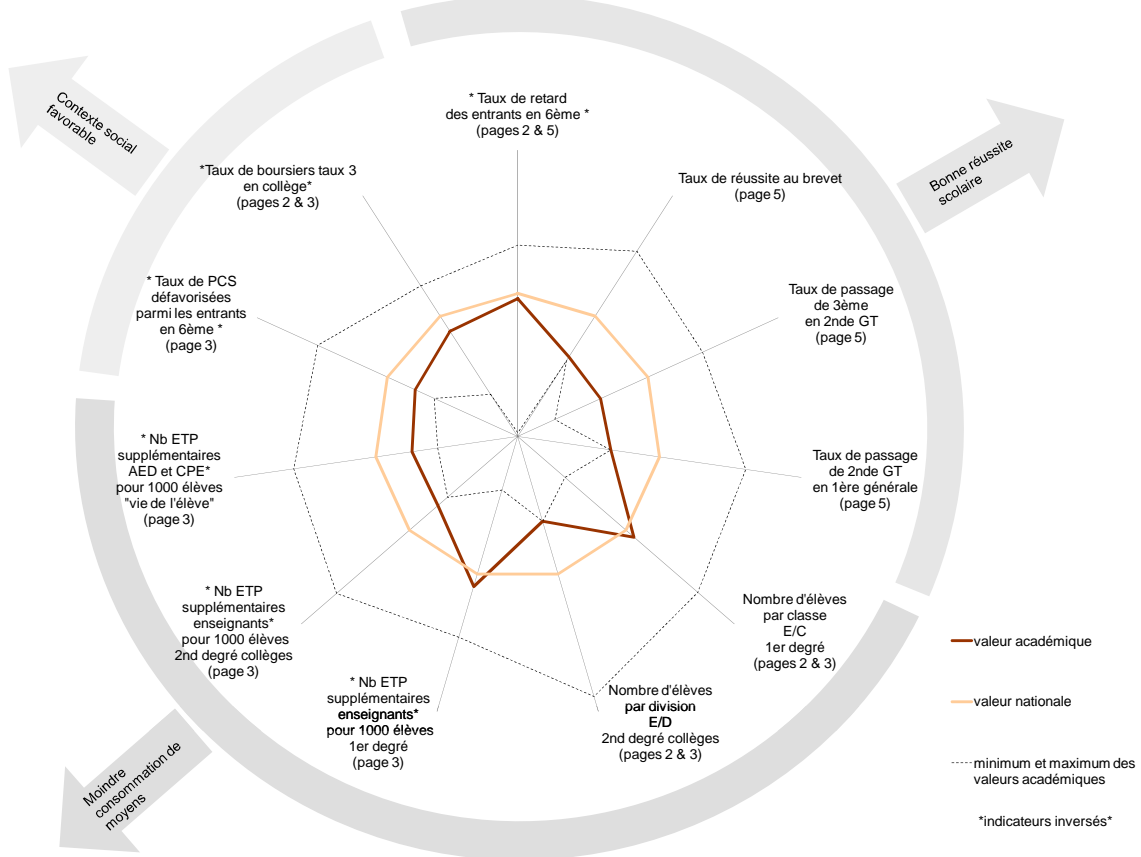 Contexte social
favorable
* Taux de retard
des entrants en 6ème *
(pages 2 & 5)
Bonne réussite
scolaire
*Taux de boursiers taux 3
en collège*
(pages 2 & 3)
Taux de réussite au brevet
(page 5)
* Taux de PCS
défavorisées
parmi les entrants
en 6ème *
(page 3)
Taux de passage
de 3ème
en 2nde GT
(page 5)
* Nb ETP
supplémentaires
AED et CPE*
pour 1000 élèves
"vie de l'élève"
(page 3)
Taux de passage
de 2nde GT
en 1ère générale
(page 5)
* Nb ETP
supplémentaires
enseignants*
pour 1000 élèves
2nd degré collèges
(page 3)
Nombre d'élèves
par classe
E/C
1er degré
(pages 2 & 3)
* Nb ETP
supplémentaires
enseignants*
pour 1000 élèves
1er degré
(page 3)
Nombre d'élèves
par division
E/D
2nd degré collèges
(pages 2 & 3)
Moindre
consommation de
moyens
valeur académique
valeur nationale
minimum et maximum des
valeurs académiques
*indicateurs inversés*